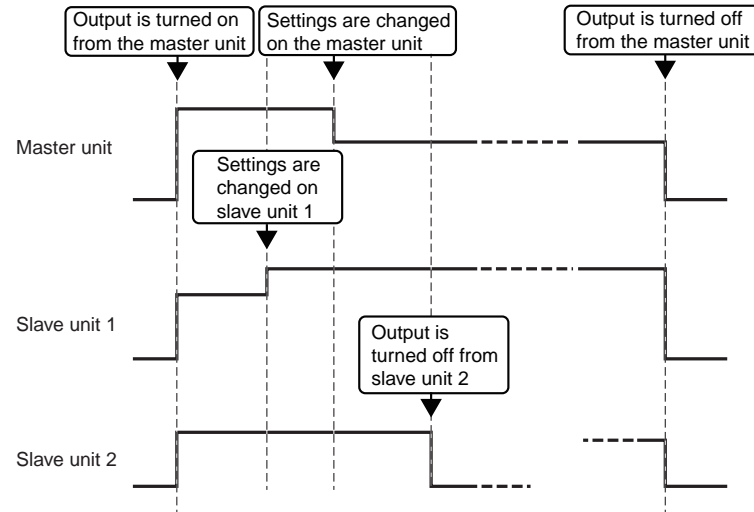 Output is turned on
from the master unit
Settings are changed
on the master unit
Output is turned off
from the master unit
Master unit
Settings are
changed on
slave unit 1
Slave unit 1
Output is
turned off from
slave unit 2
Slave unit 2